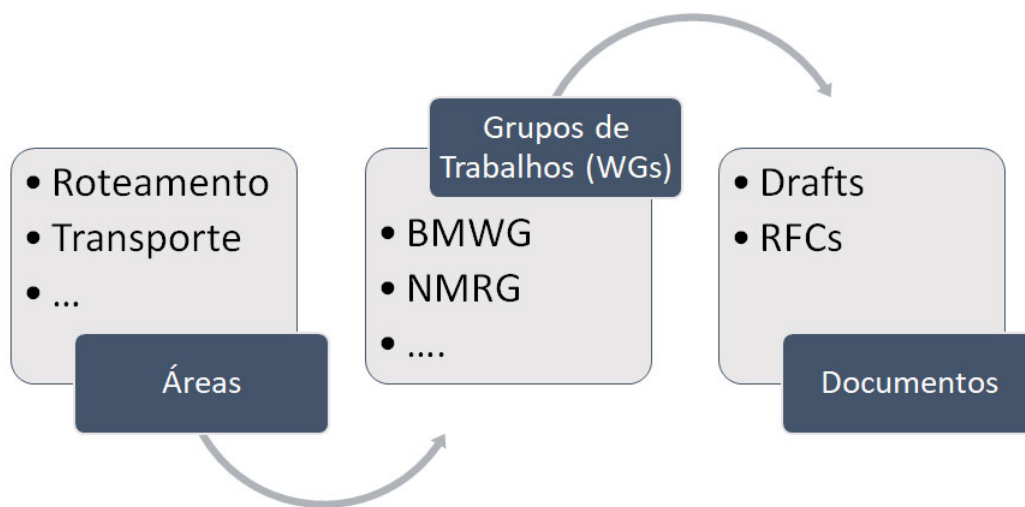 • Roteamento
• Transporte
• ...
Áreas
Grupos de
Trabalhos (WGs)
• BMWG
• NMRG
• ....
• Drafts
• RFCs
Documentos